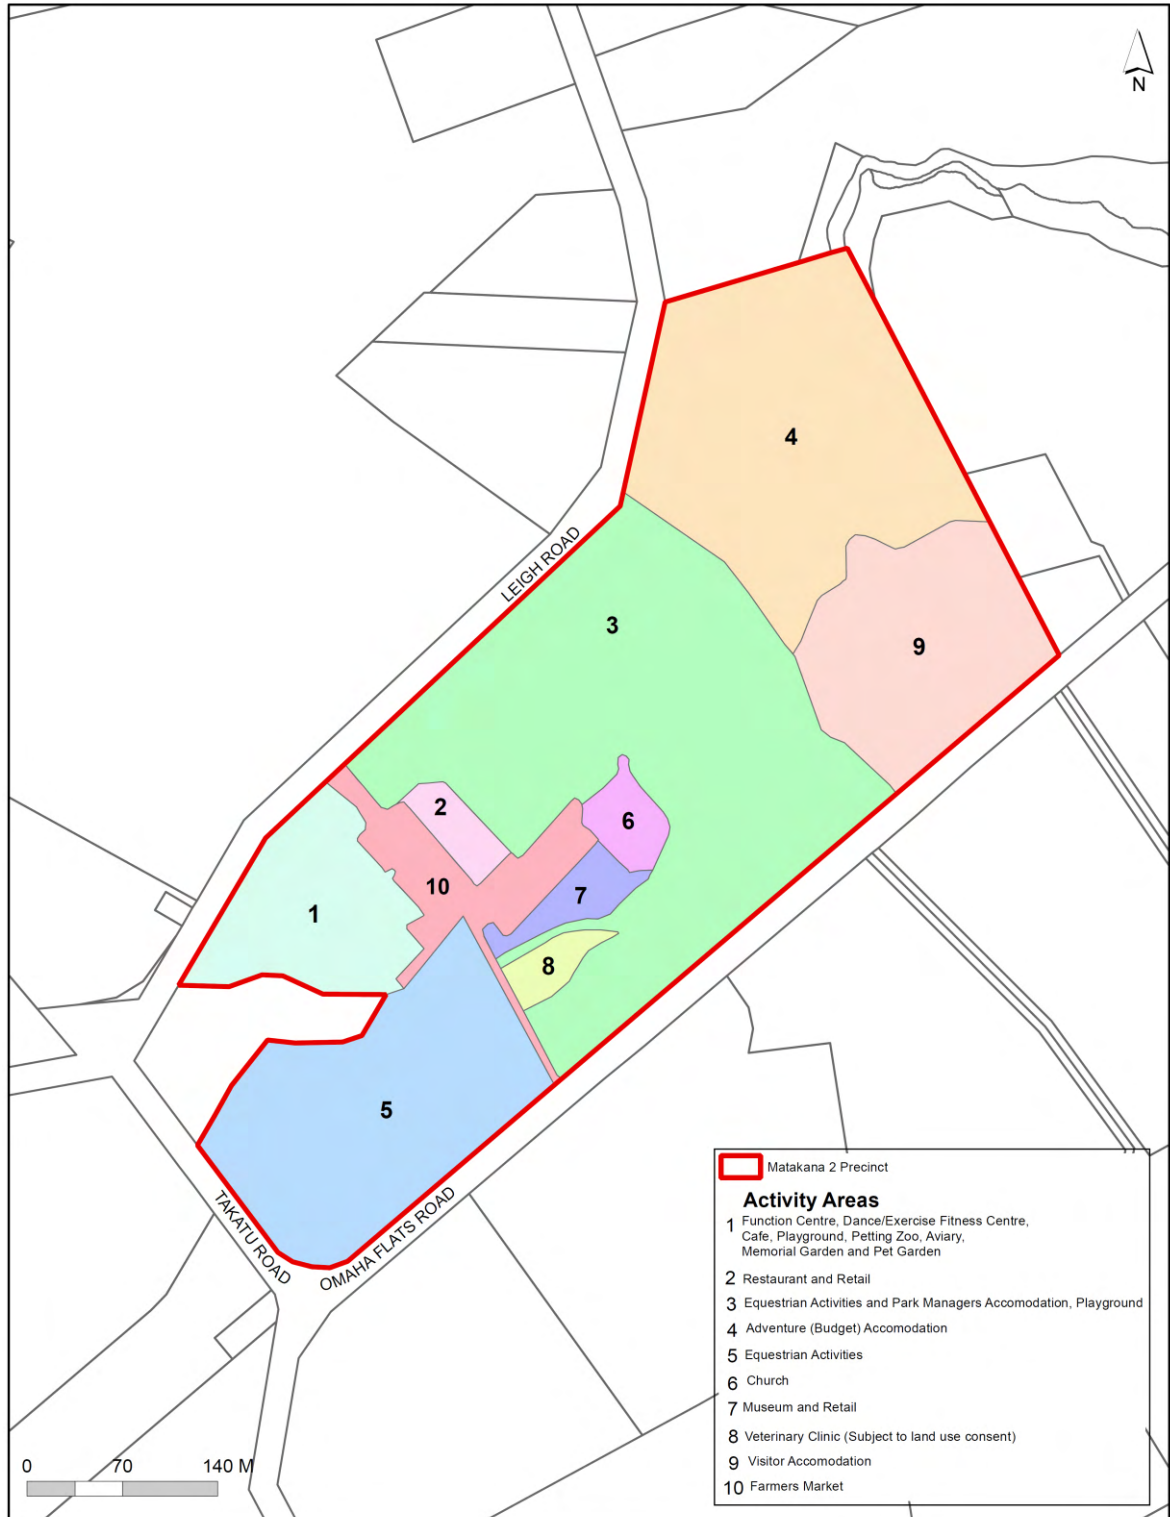 N
4
LEIGH ROAD
3
9
2
6
10
7
1
8
5
TAKATU ROAD
OMAHA FLATS ROAD
Matakana 2 Precinct
Activity Areas
1 Function Centre, Dance/Exercise Fitness Centre,
Cafe, Playground, Petting Zoo, Aviary,
Memorial Garden and Pet Garden
2 Restaurant and Retail
3 Equestrian Activities and Park Managers Accomodation, Playground
4 Adventure (Budget) Accomodation
5 Equestrian Activities
6 Church
7 Museum and Retail
8 Veterinary Clinic (Subject to land use consent)
9 Visitor Accomodation
10 Farmers Market
0 70 140 M